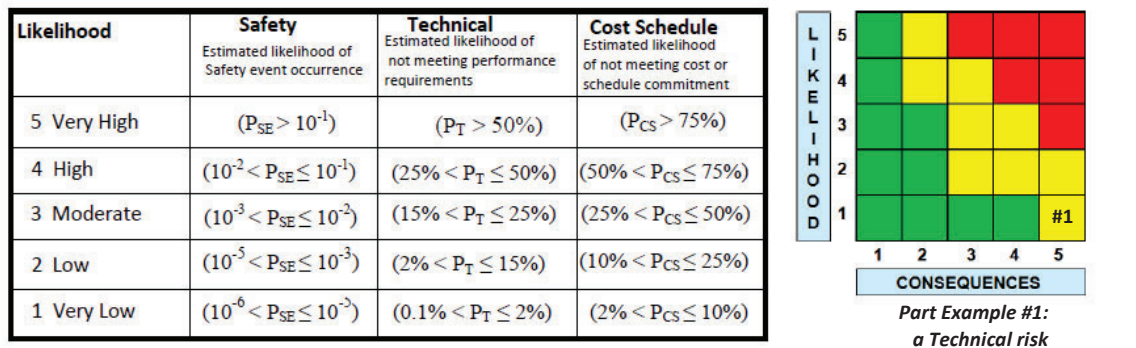 Likelihood
Safety
Estimated likelihood of
Safety event occurrence
Technical
Estimated likelihood of
not meeting performance
requirements
Cost Schedule
Estimated likelihood
of not meeting cost or
schedule commitment
5 Very High
(P_SE > 10^-1)
(P_T > 50%)
(P_CS > 75%)
4 High
(10^-2 < P_SE ≤ 10^-1)
(25% < P_T ≤ 50%)
(50% < P_CS ≤ 75%)
3 Moderate
(10^-3 < P_SE ≤ 10^-2)
(15% < P_T ≤ 25%)
(25% < P_CS ≤ 50%)
2 Low
(10^-5 < P_SE ≤ 10^-3)
(2% < P_T ≤ 15%)
(10% < P_CS ≤ 25%)
1 Very Low
(10^-6 < P_SE ≤ 10^-5)
(0.1% < P_T ≤ 2%)
(2% < P_CS ≤ 10%)
LIKELIHOOD
5
4
3
2
1
#1
1 2 3 4 5
CONSEQUENCES
Part Example #1:
a Technical risk